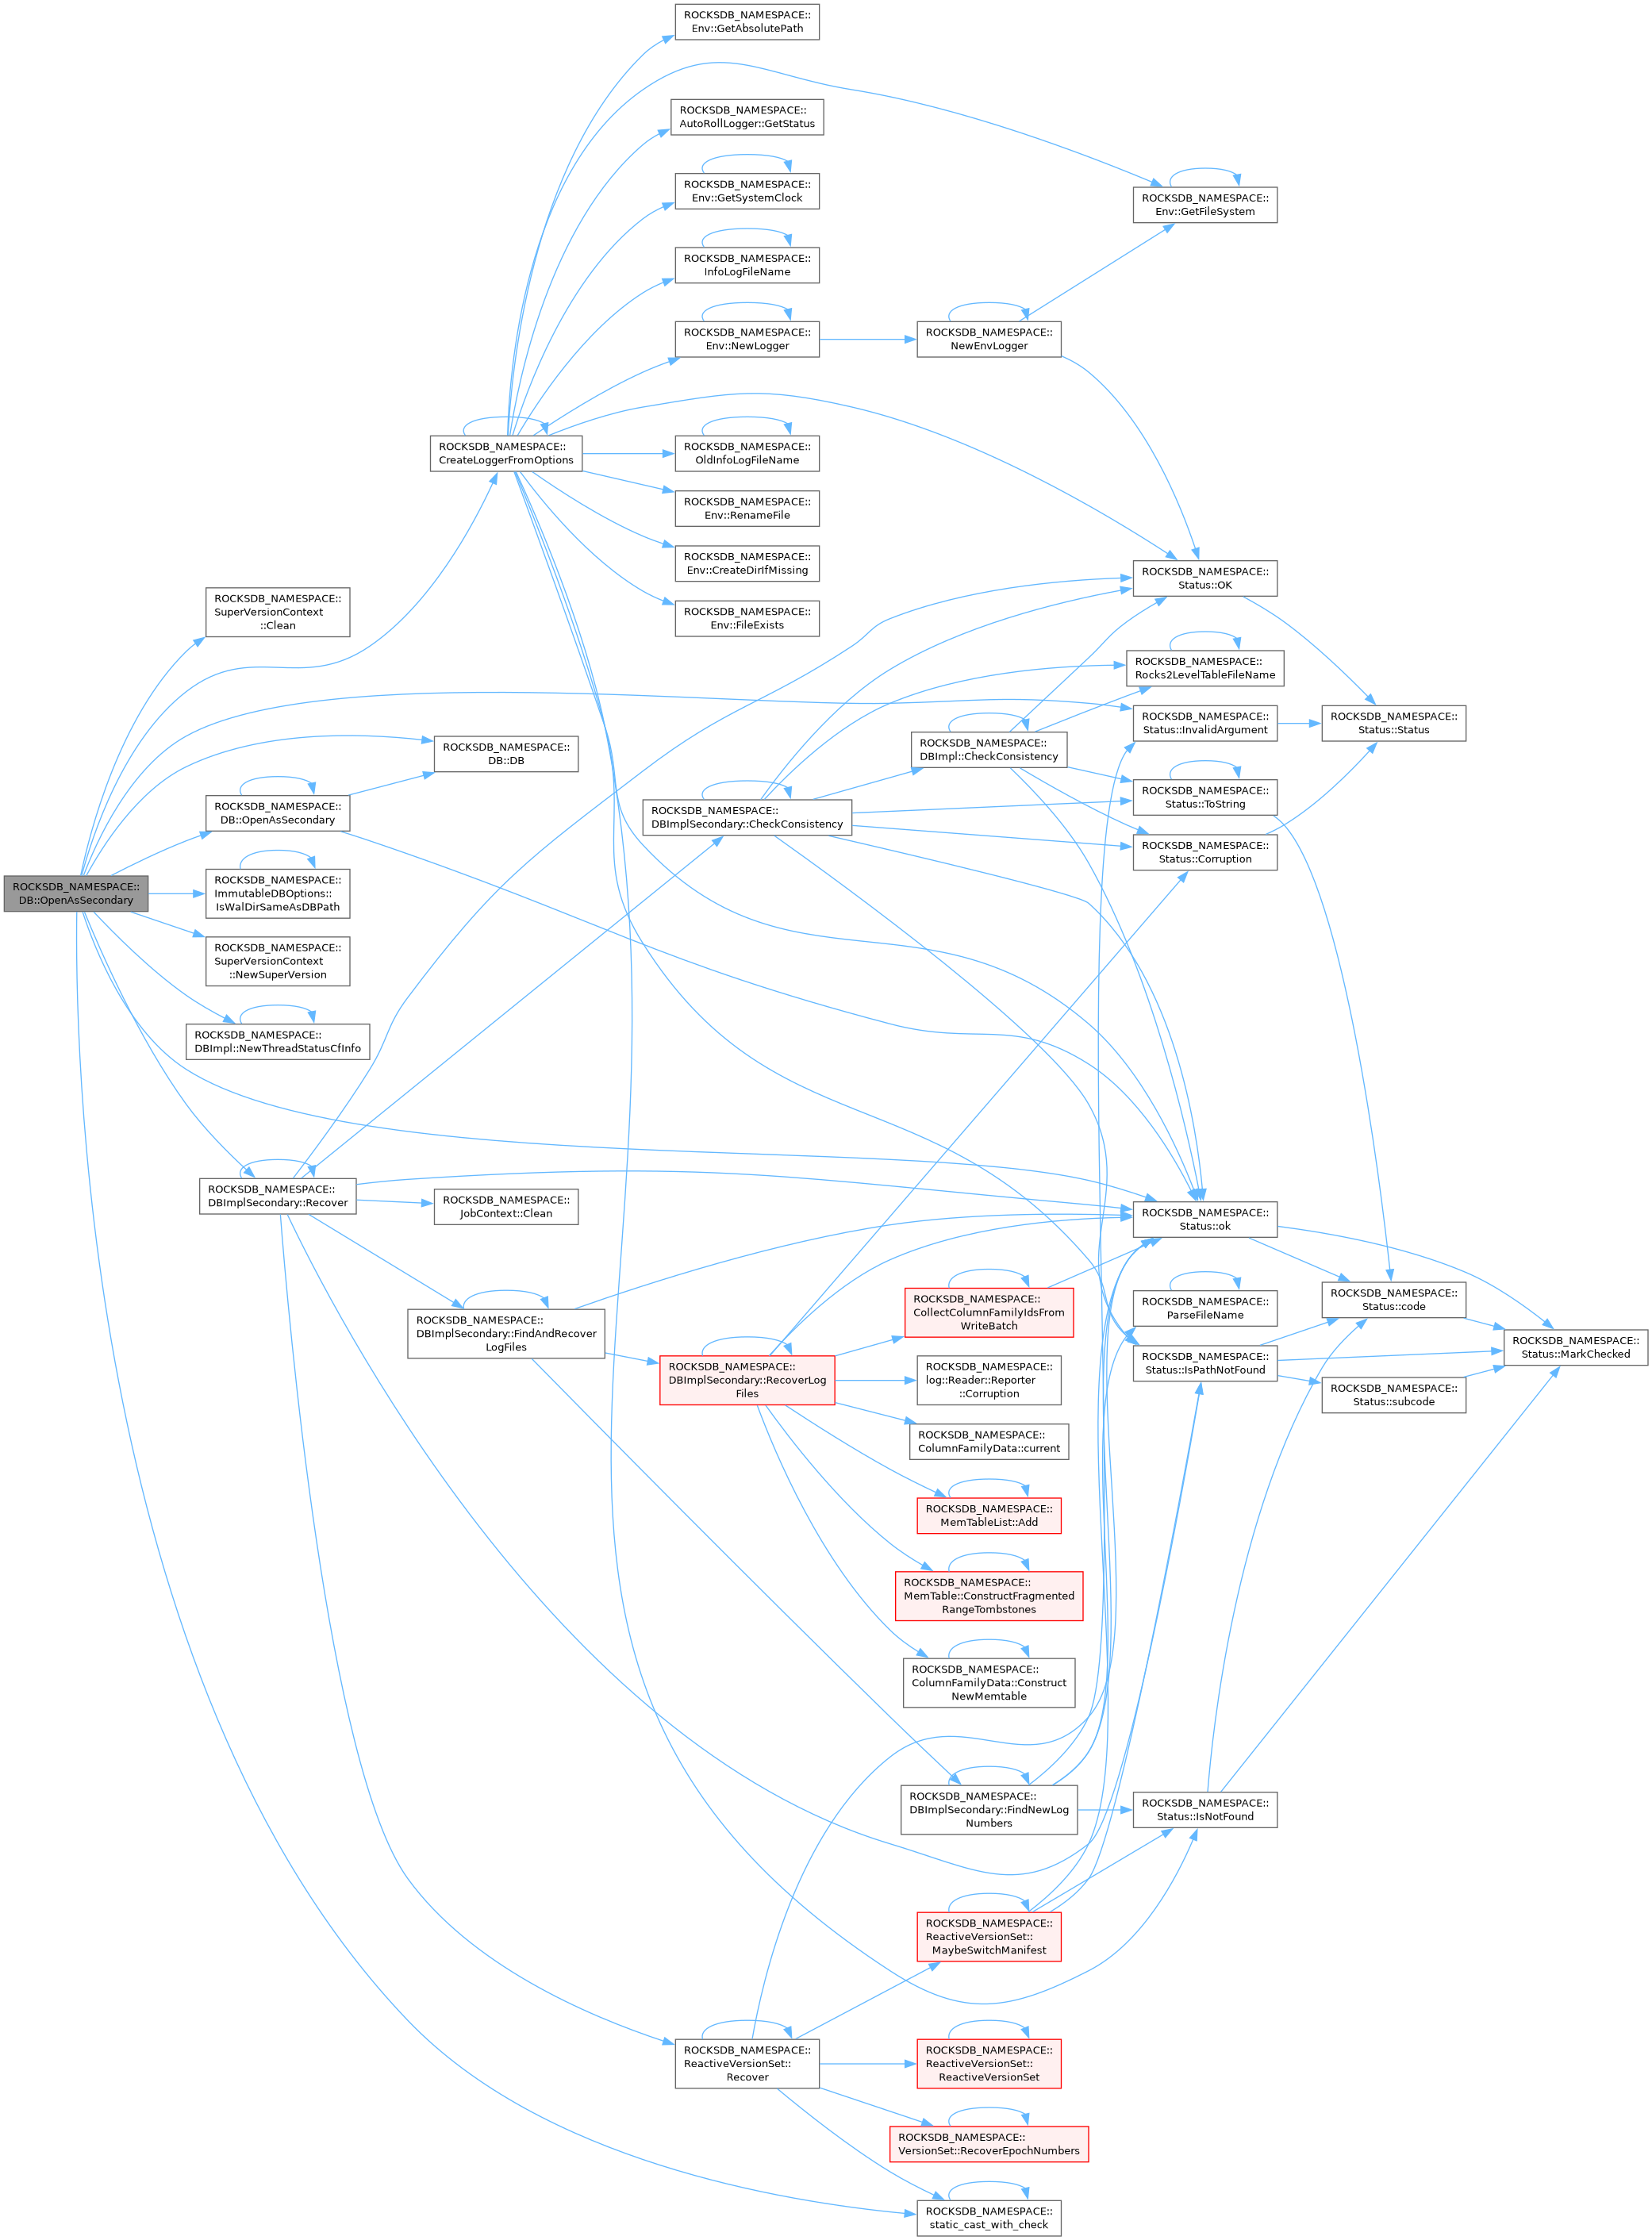 ROCKSDB_NAMESPACE::
Env::GetAbsolutePath
ROCKSDB_NAMESPACE::
AutoRollLogger::GetStatus
ROCKSDB_NAMESPACE::
Env::GetSystemClock
ROCKSDB_NAMESPACE::
Env::GetFileSystem
ROCKSDB_NAMESPACE::
InfoLogFileName
ROCKSDB_NAMESPACE::
Env::NewLogger
ROCKSDB_NAMESPACE::
NewEnvLogger
ROCKSDB_NAMESPACE::
CreateLoggerFromOptions
ROCKSDB_NAMESPACE::
OldInfoLogFileName
ROCKSDB_NAMESPACE::
Env::RenameFile
ROCKSDB_NAMESPACE::
Env::CreateDirIfMissing
ROCKSDB_NAMESPACE::
Status::OK
ROCKSDB_NAMESPACE::
SuperVersionContext
::Clean
ROCKSDB_NAMESPACE::
Env::FileExists
ROCKSDB_NAMESPACE::
Rocks2LevelTableFileName
ROCKSDB_NAMESPACE::
Status::InvalidArgument
ROCKSDB_NAMESPACE::
Status::Status
ROCKSDB_NAMESPACE::
DB::DB
ROCKSDB_NAMESPACE::
DBImpl::CheckConsistency
ROCKSDB_NAMESPACE::
Status::ToString
ROCKSDB_NAMESPACE::
DB::OpenAsSecondary
ROCKSDB_NAMESPACE::
DBImplSecondary::CheckConsistency
ROCKSDB_NAMESPACE::
Status::Corruption
ROCKSDB_NAMESPACE::
DB::OpenAsSecondary
ROCKSDB_NAMESPACE::
ImmutableDBOptions::
IsWalDirSameAsDBPath
ROCKSDB_NAMESPACE::
SuperVersionContext
::NewSuperVersion
ROCKSDB_NAMESPACE::
DBImpl::NewThreadStatusCfInfo
ROCKSDB_NAMESPACE::
DBImplSecondary::Recover
ROCKSDB_NAMESPACE::
JobContext::Clean
ROCKSDB_NAMESPACE::
Status::ok
ROCKSDB_NAMESPACE::
DBImplSecondary::FindAndRecover
LogFiles
ROCKSDB_NAMESPACE::
CollectColumnFamilyIdsFrom
WriteBatch
ROCKSDB_NAMESPACE::
ParseFileName
ROCKSDB_NAMESPACE::
Status::code
ROCKSDB_NAMESPACE::
Status::MarkChecked
ROCKSDB_NAMESPACE::
DBImplSecondary::RecoverLog
Files
ROCKSDB_NAMESPACE::
log::Reader::Reporter
::Corruption
ROCKSDB_NAMESPACE::
Status::IsPathNotFound
ROCKSDB_NAMESPACE::
Status::subcode
ROCKSDB_NAMESPACE::
ColumnFamilyData::current
ROCKSDB_NAMESPACE::
MemTableList::Add
ROCKSDB_NAMESPACE::
MemTable::ConstructFragmented
RangeTombstones
ROCKSDB_NAMESPACE::
ColumnFamilyData::Construct
NewMemtable
ROCKSDB_NAMESPACE::
DBImplSecondary::FindNewLog
Numbers
ROCKSDB_NAMESPACE::
Status::IsNotFound
ROCKSDB_NAMESPACE::
ReactiveVersionSet::
MaybeSwitchManifest
ROCKSDB_NAMESPACE::
ReactiveVersionSet::
Recover
ROCKSDB_NAMESPACE::
ReactiveVersionSet::
ReactiveVersionSet
ROCKSDB_NAMESPACE::
VersionSet::RecoverEpochNumbers
ROCKSDB_NAMESPACE::
static_cast_with_check